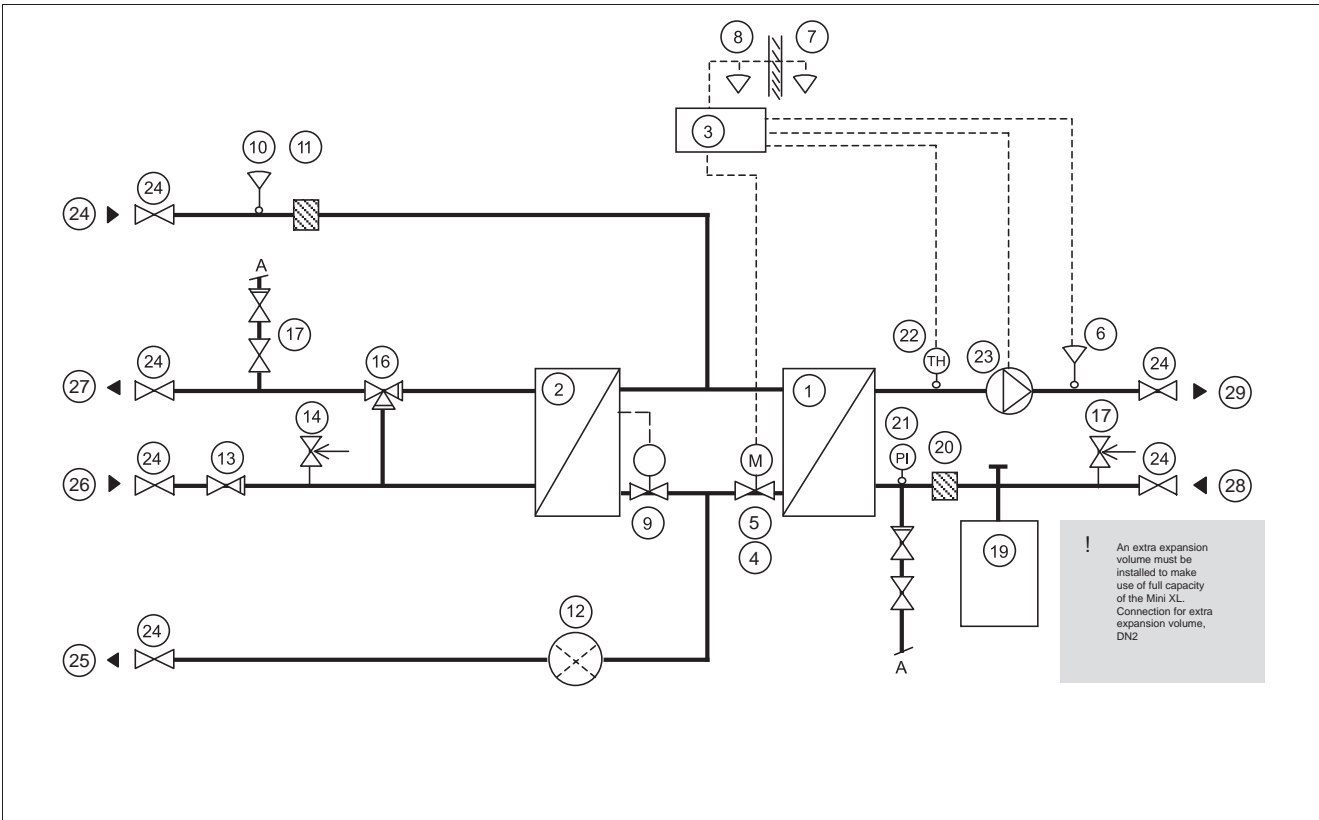 8
7
3
10
11
24
24
A
17
22
23
6
24
TH
24
16
2
1
27
29
14
21
20
17
24
13
PI
24
M
26
28
9
5
19
4
!
An extra expansion
volume must be
installed to make
use of full capacity
of the Mini XL.
Connection for extra
expansion volume,
DN2
12
24
25
A